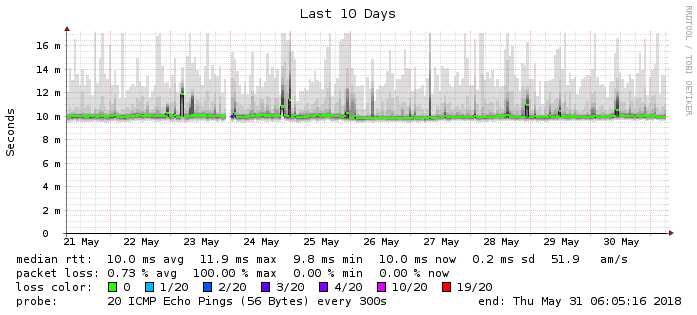 Last 10 Days
RRDTOOL / TOBI OETIKER
Seconds
16 m
14 m
12 m
10 m
8 m
6 m
4 m
2 m
0
21 May 22 May 23 May 24 May 25 May 26 May 27 May 28 May 29 May 30 May
median rtt: 10.0 ms avg 11.9 ms max 9.8 ms min 10.0 ms now 0.2 ms sd 51.9 am/s
packet loss: 0.73 % avg 100.00 % max 0.00 % min 0.00 % now
loss color: 0 1/20 2/20 3/20 4/20 10/20 19/20
probe: 20 ICMP Echo Pings (56 Bytes) every 300s end: Thu May 31 06:05:16 2018